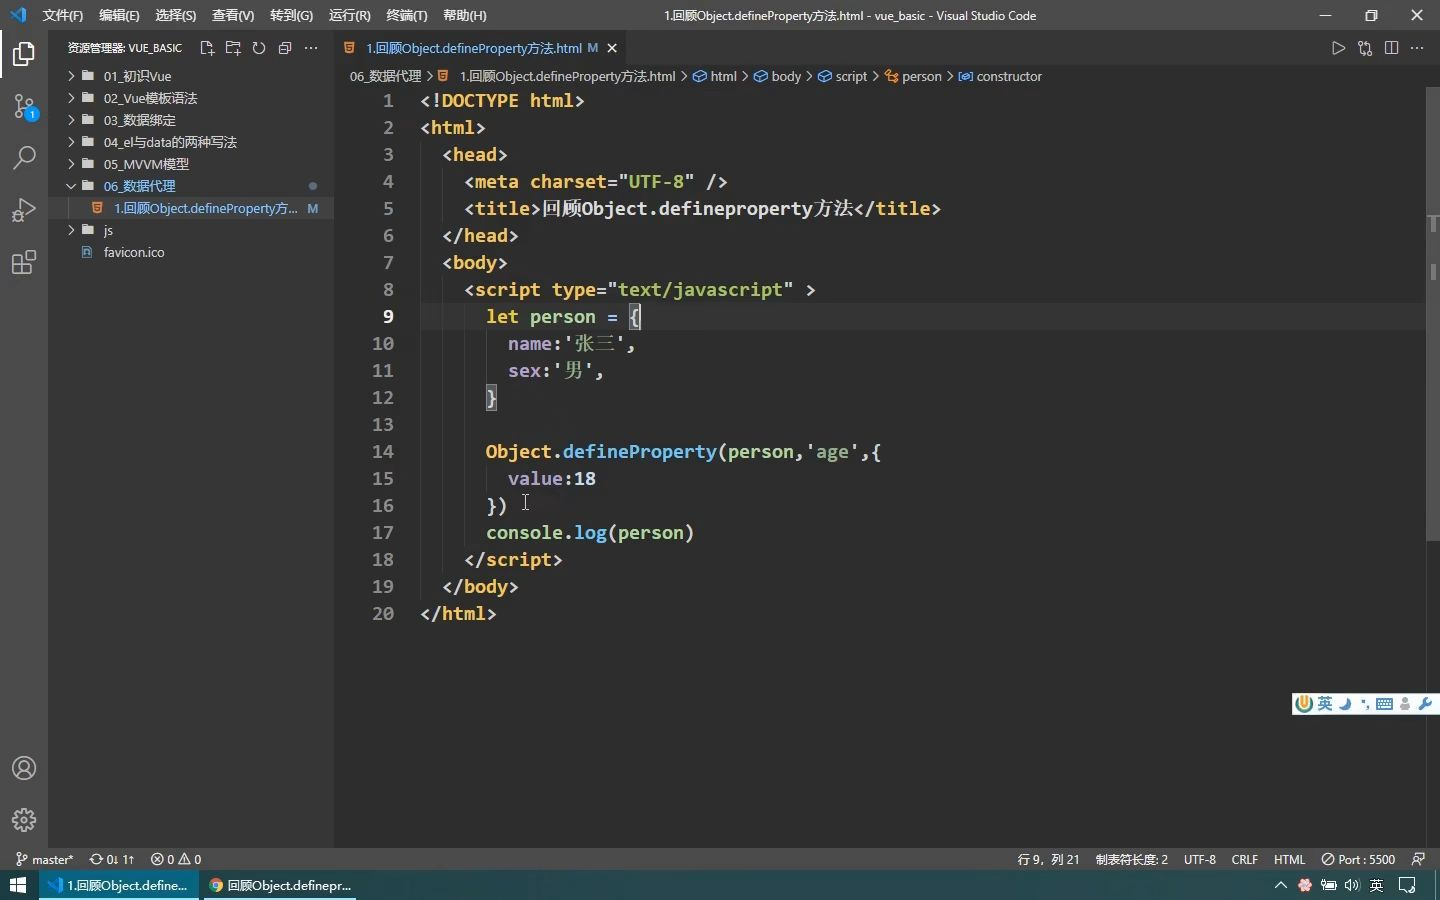 文件(F) 编辑(E) 选择(S) 查看(V) 转到(G) 运行(R) 终端(T) 帮助(H) 1.回顾Object.defineProperty方法.html - vue_basic - Visual Studio Code
资源管理器: VUE_BASIC
1.回顾Object.defineProperty方法.html M
06_数据代理 > 1.回顾Object.defineProperty方法.html > html > body > script > person > constructor
01_初识Vue
02_Vue模板语法
03_数据绑定
04_el与data的两种写法
05_MVVM模型
06_数据代理
1.回顾Object.defineProperty方... M
js
favicon.ico
1
1 <!DOCTYPE html>
2 <html>
3 <head>
4 <meta charset="UTF-8" />
5 <title>回顾Object.defineproperty方法</title>
6 </head>
7 <body>
8 <script type="text/javascript" >
9 let person = {
10 name:'张三',
11 sex:'男',
12 }
13
14 Object.defineProperty(person,'age',{
15 value:18
16 })
17 console.log(person)
18 </script>
19 </body>
20 </html>
英
master* 0↓ 1↑ 0 0 行 9，列 21 制表符长度: 2 UTF-8 CRLF HTML Port : 5500
1.回顾Object.define... 回顾Object.definepr... 英